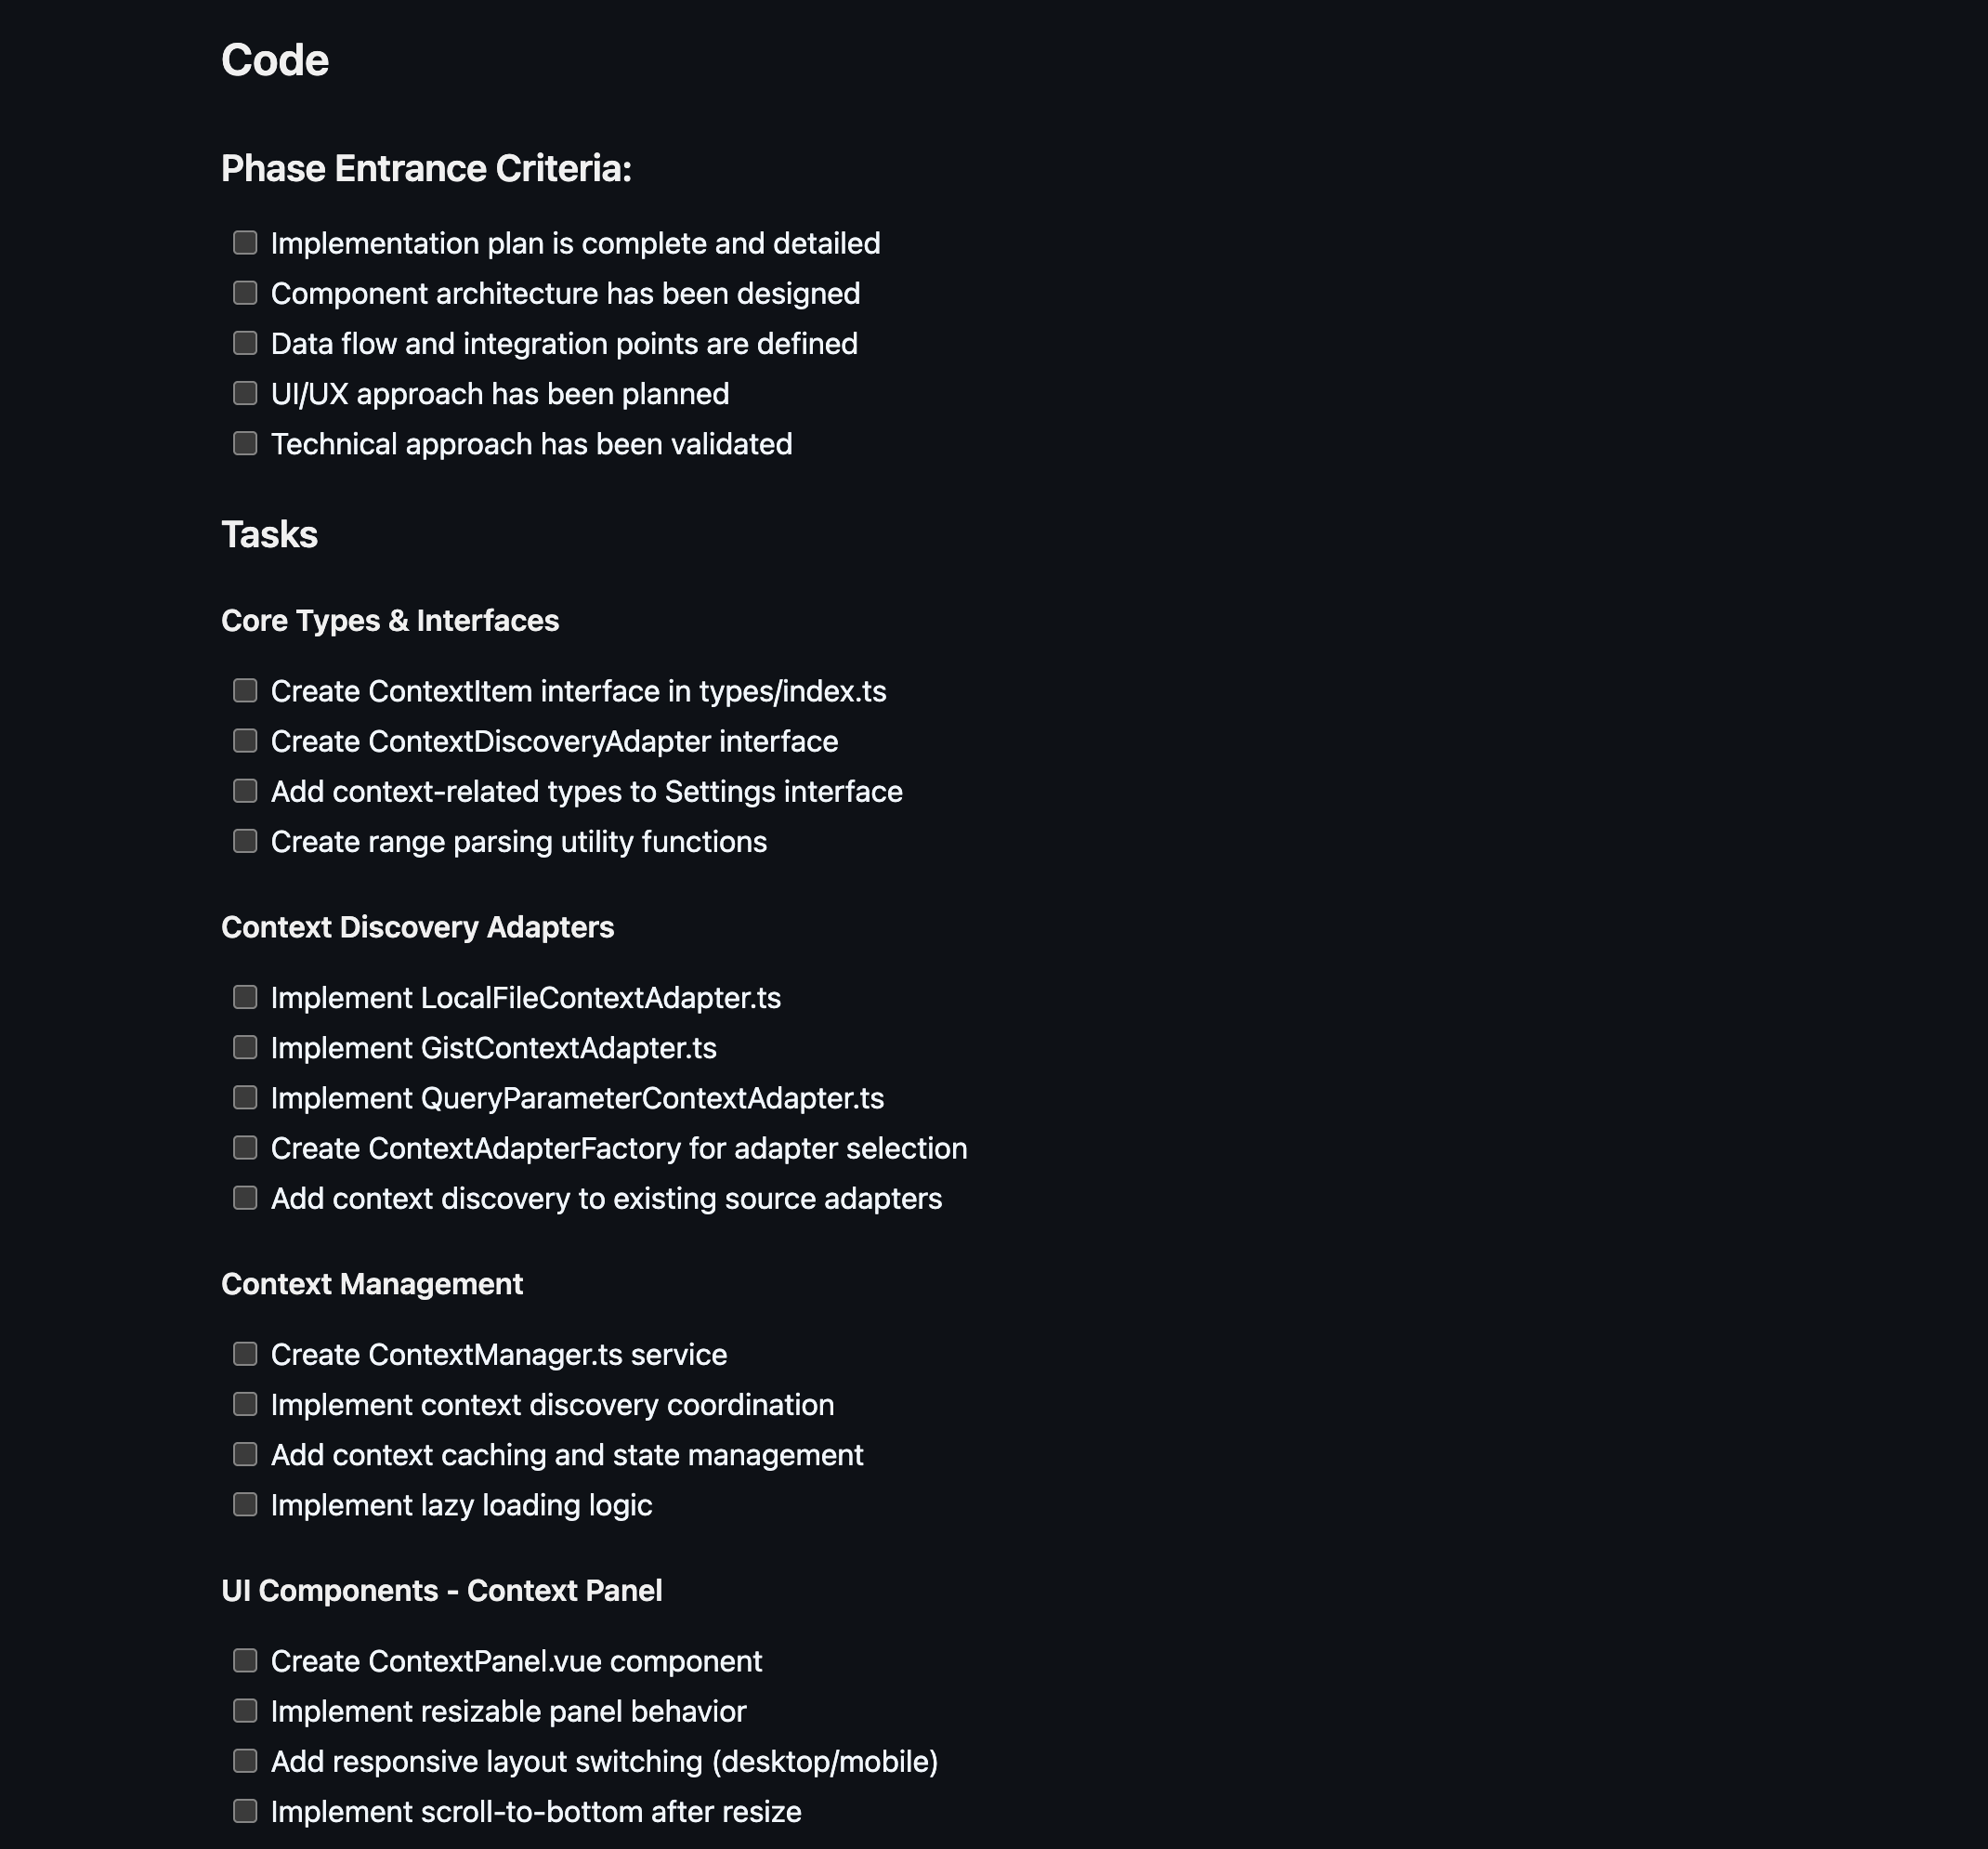 Code
Phase Entrance Criteria:
Implementation plan is complete and detailed
Component architecture has been designed
Data flow and integration points are defined
UI/UX approach has been planned
Technical approach has been validated
Tasks
Core Types & Interfaces
Create ContextItem interface in types/index.ts
Create ContextDiscoveryAdapter interface
Add context-related types to Settings interface
Create range parsing utility functions
Context Discovery Adapters
Implement LocalFileContextAdapter.ts
Implement GistContextAdapter.ts
Implement QueryParameterContextAdapter.ts
Create ContextAdapterFactory for adapter selection
Add context discovery to existing source adapters
Context Management
Create ContextManager.ts service
Implement context discovery coordination
Add context caching and state management
Implement lazy loading logic
UI Components - Context Panel
Create ContextPanel.vue component
Implement resizable panel behavior
Add responsive layout switching (desktop/mobile)
Implement scroll-to-bottom after resize